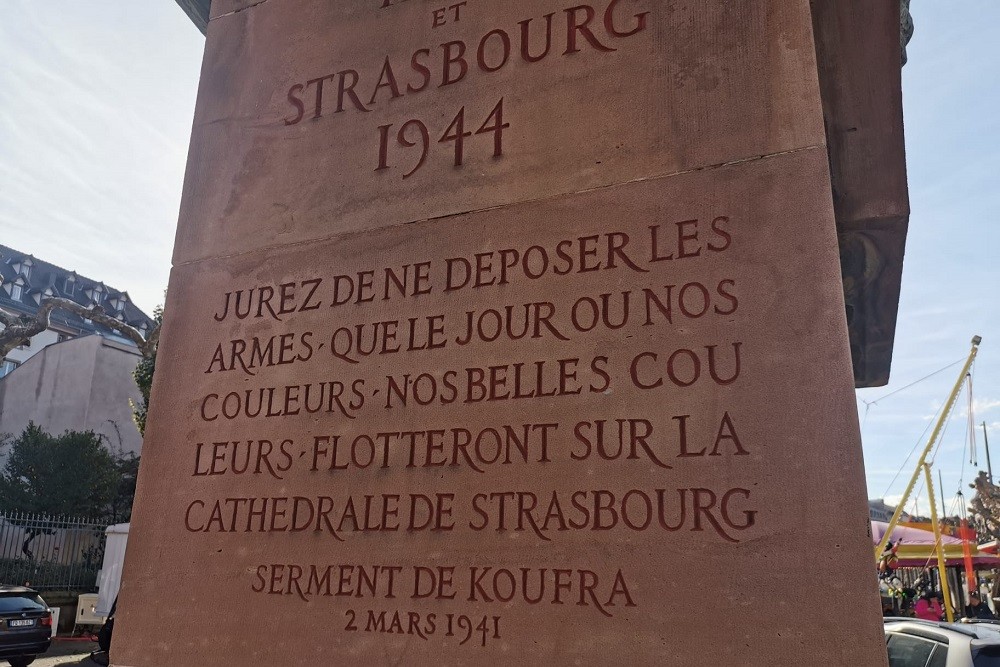 ET
STRASBOURG
1944
JUREZ DE NE DEPOSER LES
ARMES · QUE LE JOUR OU NOS
COULEURS · NOS BELLES COU
LEURS · FLOTTERONT SUR LA
CATHEDRALE DE STRASBOURG
SERMENT DE KOUFRA
2 MARS 1941